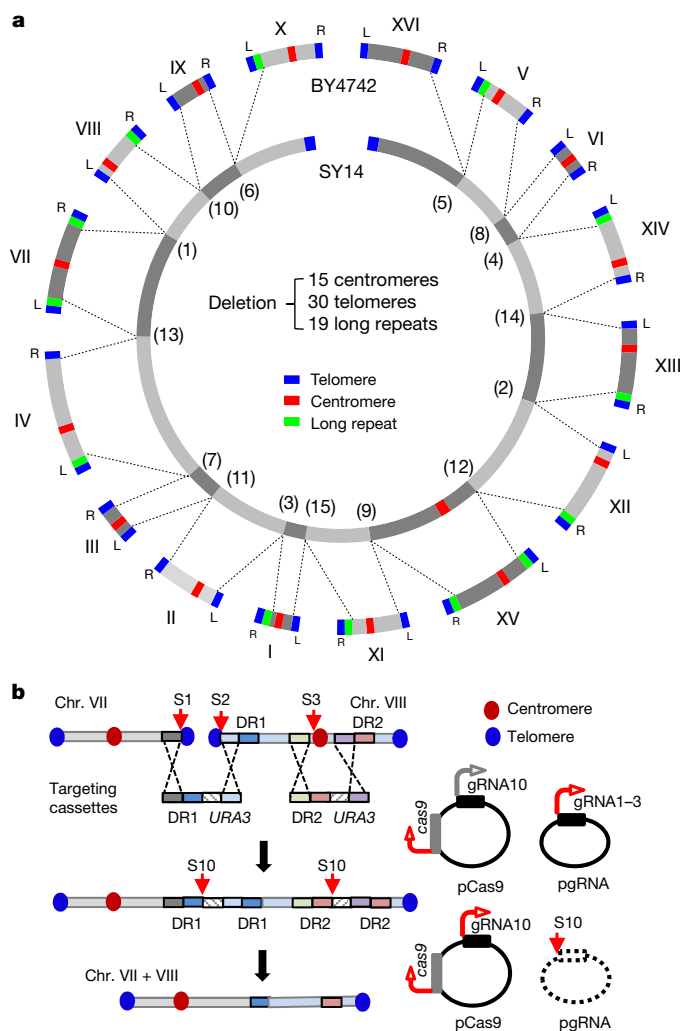 a
X
XVI
L
R
L
R
IX
BY4742
V
L
R
L
R
VIII
R
L
SY14
VI
L
R
(6)
(10)
(5)
XIV
L
R
(8)
(4)
VII
R
L
(1)
15 centromeres
Deletion
30 telomeres
19 long repeats
(13)
(14)
L
XIII
R
Telomere
Centromere
Long repeat
(2)
R
IV
L
(7)
(11)
(12)
L
XII
R
(3)
(15)
(9)
R
III
L
R
II
L
R
I
L
R
XI
L
R
XV
L
b
Chr. VII
S1
S2
S3
Chr. VIII
DR1
DR2
Centromere
Telomere
Targeting
cassettes
DR1 URA3
DR2 URA3
gRNA10
gRNA1–3
cas9
pCas9
pgRNA
S10
S10
DR1
DR1
DR2
DR2
gRNA10
S10
cas9
Chr. VII + VIII
pCas9
pgRNA